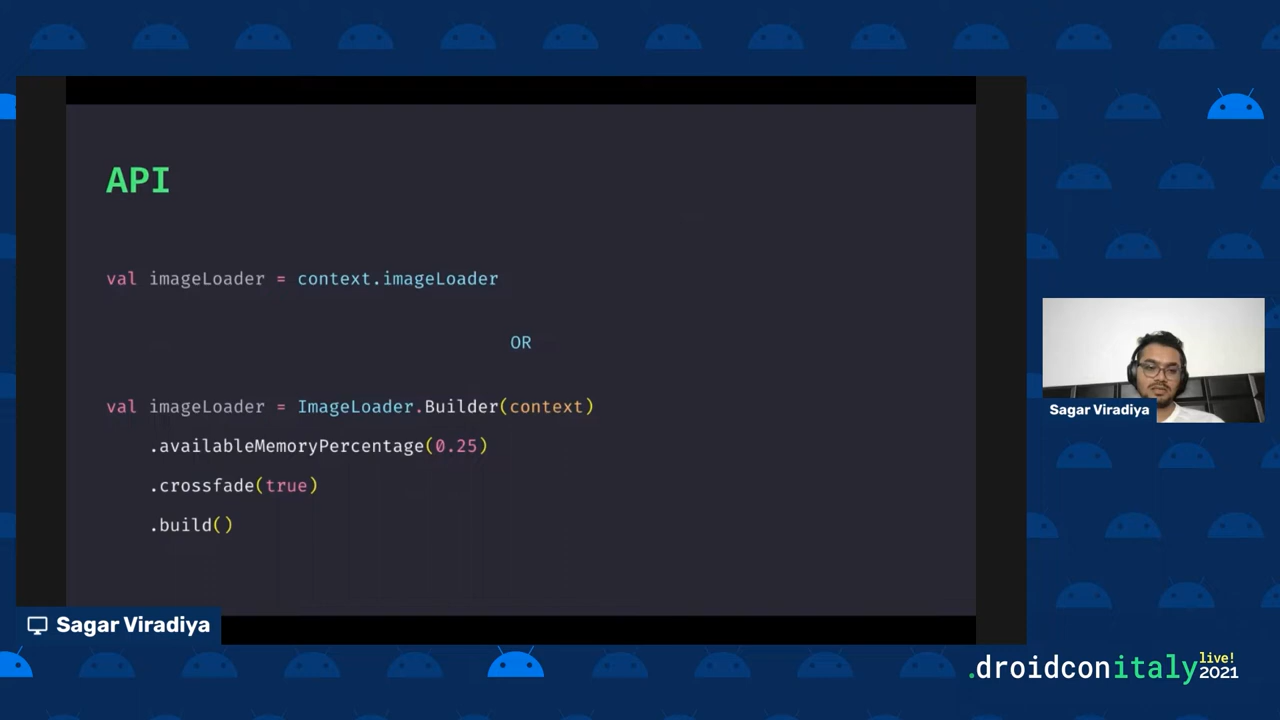 API
val imageLoader = context.imageLoader
OR
val imageLoader = ImageLoader.Builder(context)
.availableMemoryPercentage(0.25)
.crossfade(true)
.build()
Sagar Viradiya
Sagar Viradiya
.droidconitaly live! 2021